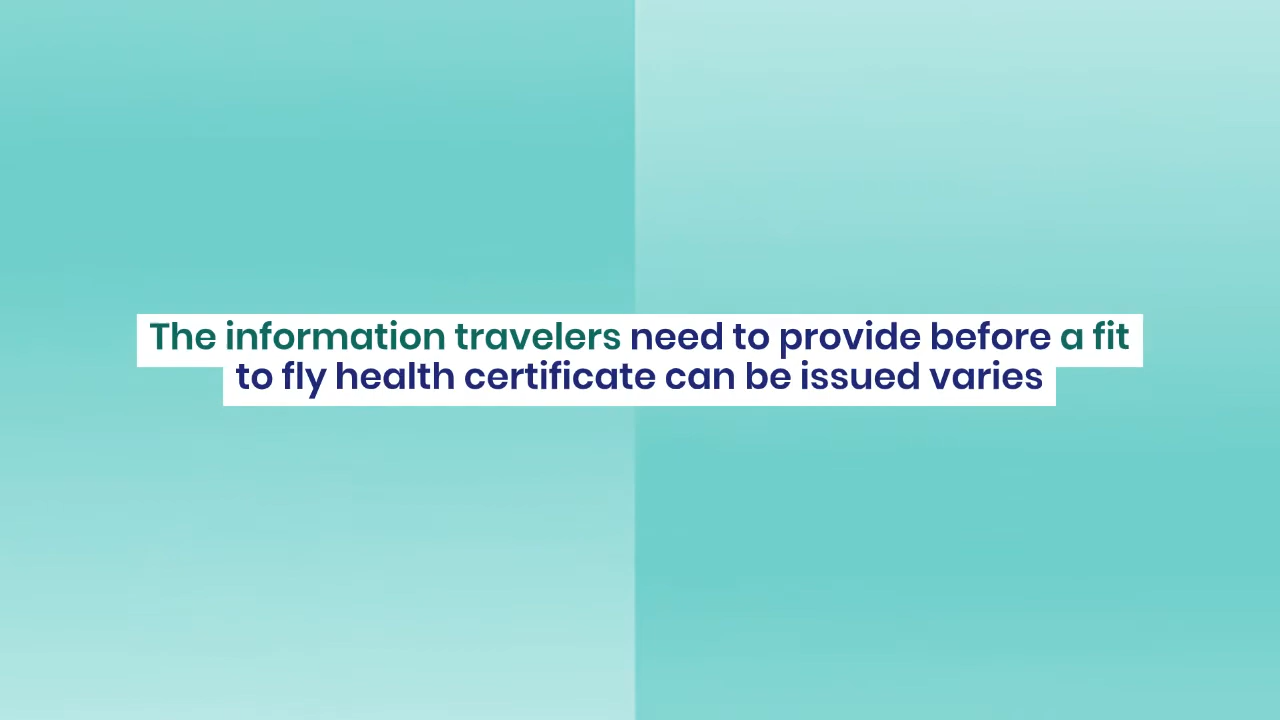 The information travelers need to provide before a fit
to fly health certificate can be issued varies